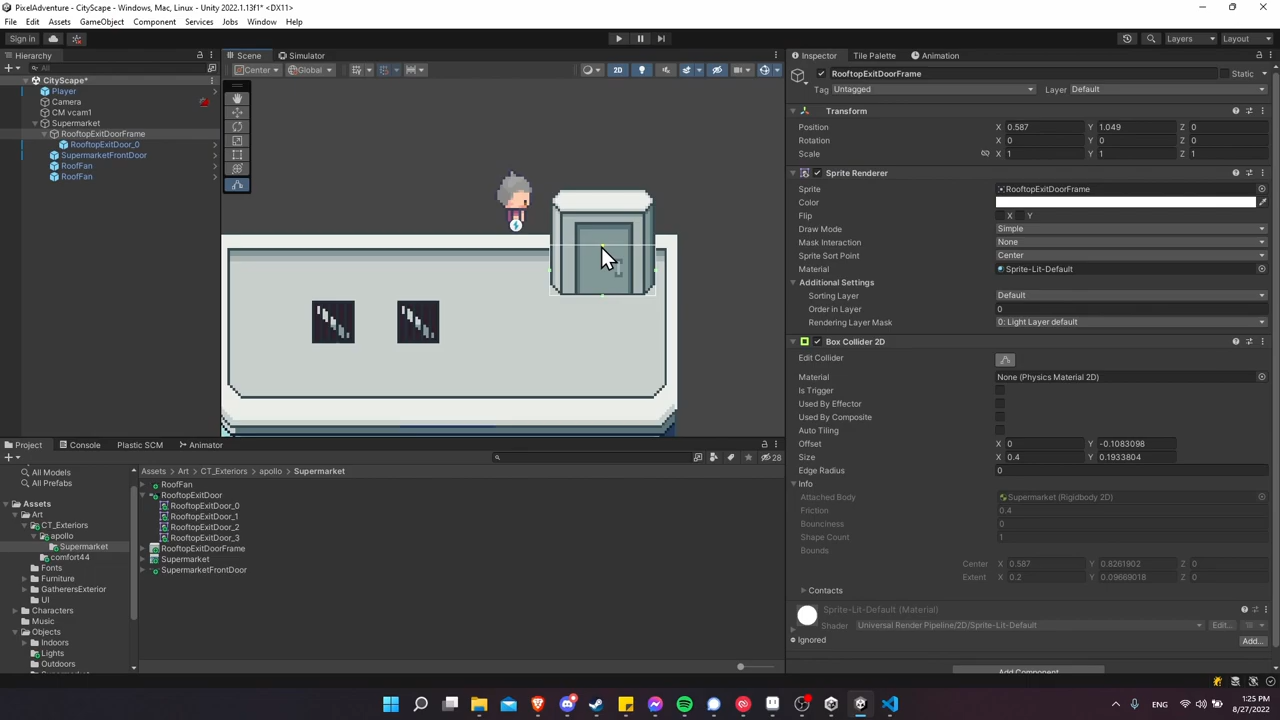 PixelAdventure - CityScape - Windows, Mac, Linux - Unity 2022.1.13f1* <DX11>
File Edit Assets GameObject Component Services Jobs Window Help
Sign in Layers Layout
Hierarchy
All
CityScape*
Player
Camera
CM vcam1
Supermarket
RooftopExitDoorFrame
RooftopExitDoor_0
SupermarketFrontDoor
RoofFan
RoofFan
Scene Simulator
Center Global 2D
Inspector Tile Palette Animation
RooftopExitDoorFrame Static
Tag Untagged Layer Default
Transform
Position X 0.587 Y 1.049 Z 0
Rotation X 0 Y 0 Z 0
Scale X 1 Y 1 Z 1
Sprite Renderer
Sprite RooftopExitDoorFrame
Color
Flip X Y
Draw Mode Simple
Mask Interaction None
Sprite Sort Point Center
Material Sprite-Lit-Default
Additional Settings
Sorting Layer Default
Order in Layer 0
Rendering Layer Mask 0: Light Layer default
Box Collider 2D
Edit Collider
Material None (Physics Material 2D)
Is Trigger
Used By Effector
Used By Composite
Auto Tiling
Offset X 0 Y -0.1083098
Size X 0.4 Y 0.1933804
Edge Radius 0
Info
Attached Body Supermarket (Rigidbody 2D)
Friction 0.4
Bounciness 0
Shape Count 1
Bounds
Center X 0.587 Y 0.8261902 Z 0
Extent X 0.2 Y 0.09669018 Z 0
Contacts
Sprite-Lit-Default (Material)
Shader Universal Render Pipeline/2D/Sprite-Lit-Default Edit...
Ignored Add...
Add Component
Project Console Plastic SCM Animator
28
All Models
All Prefabs
Assets
Art
CT_Exteriors
apollo
Supermarket
comfort44
Fonts
Furniture
GatherersExterior
UI
Characters
Music
Objects
Indoors
Lights
Outdoors
Supermarket
Assets > Art > CT_Exteriors > apollo > Supermarket
RoofFan
RooftopExitDoor
RooftopExitDoor_0
RooftopExitDoor_1
RooftopExitDoor_2
RooftopExitDoor_3
RooftopExitDoorFrame
Supermarket
SupermarketFrontDoor
1:25 PM
8/27/2022